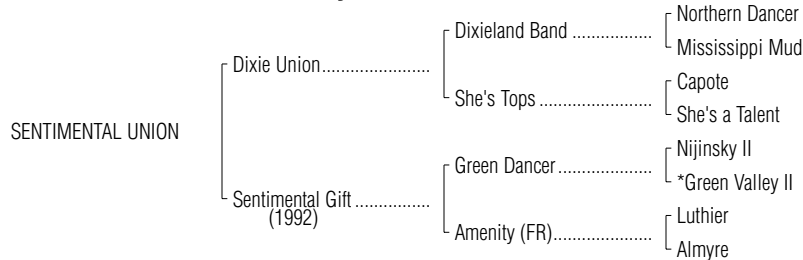 Northern Dancer
Dixieland Band ..................
Mississippi Mud
Dixie Union........................
Capote
She's Tops .........................
She's a Talent
SENTIMENTAL UNION
Nijinsky II
Green Dancer .....................
*Green Valley II
Sentimental Gift .................
(1992)
Luthier
Amenity (FR)......................
Almyre